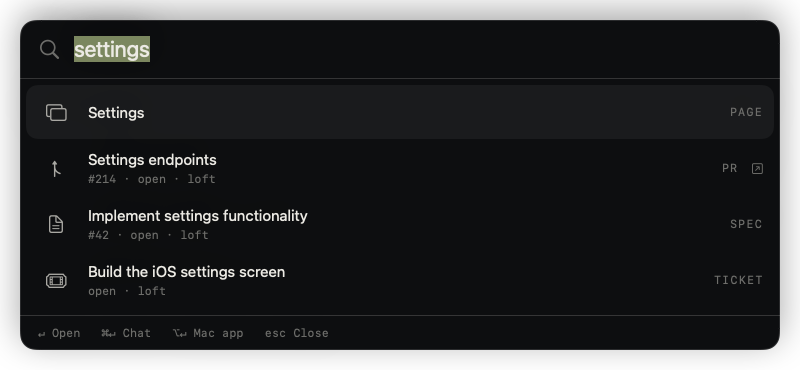 settings
Settings PAGE
Settings endpoints
#214 · open · loft PR
Implement settings functionality
#42 · open · loft SPEC
Build the iOS settings screen
open · loft TICKET
↵ Open ⌘↵ Chat ⌥↵ Mac app esc Close